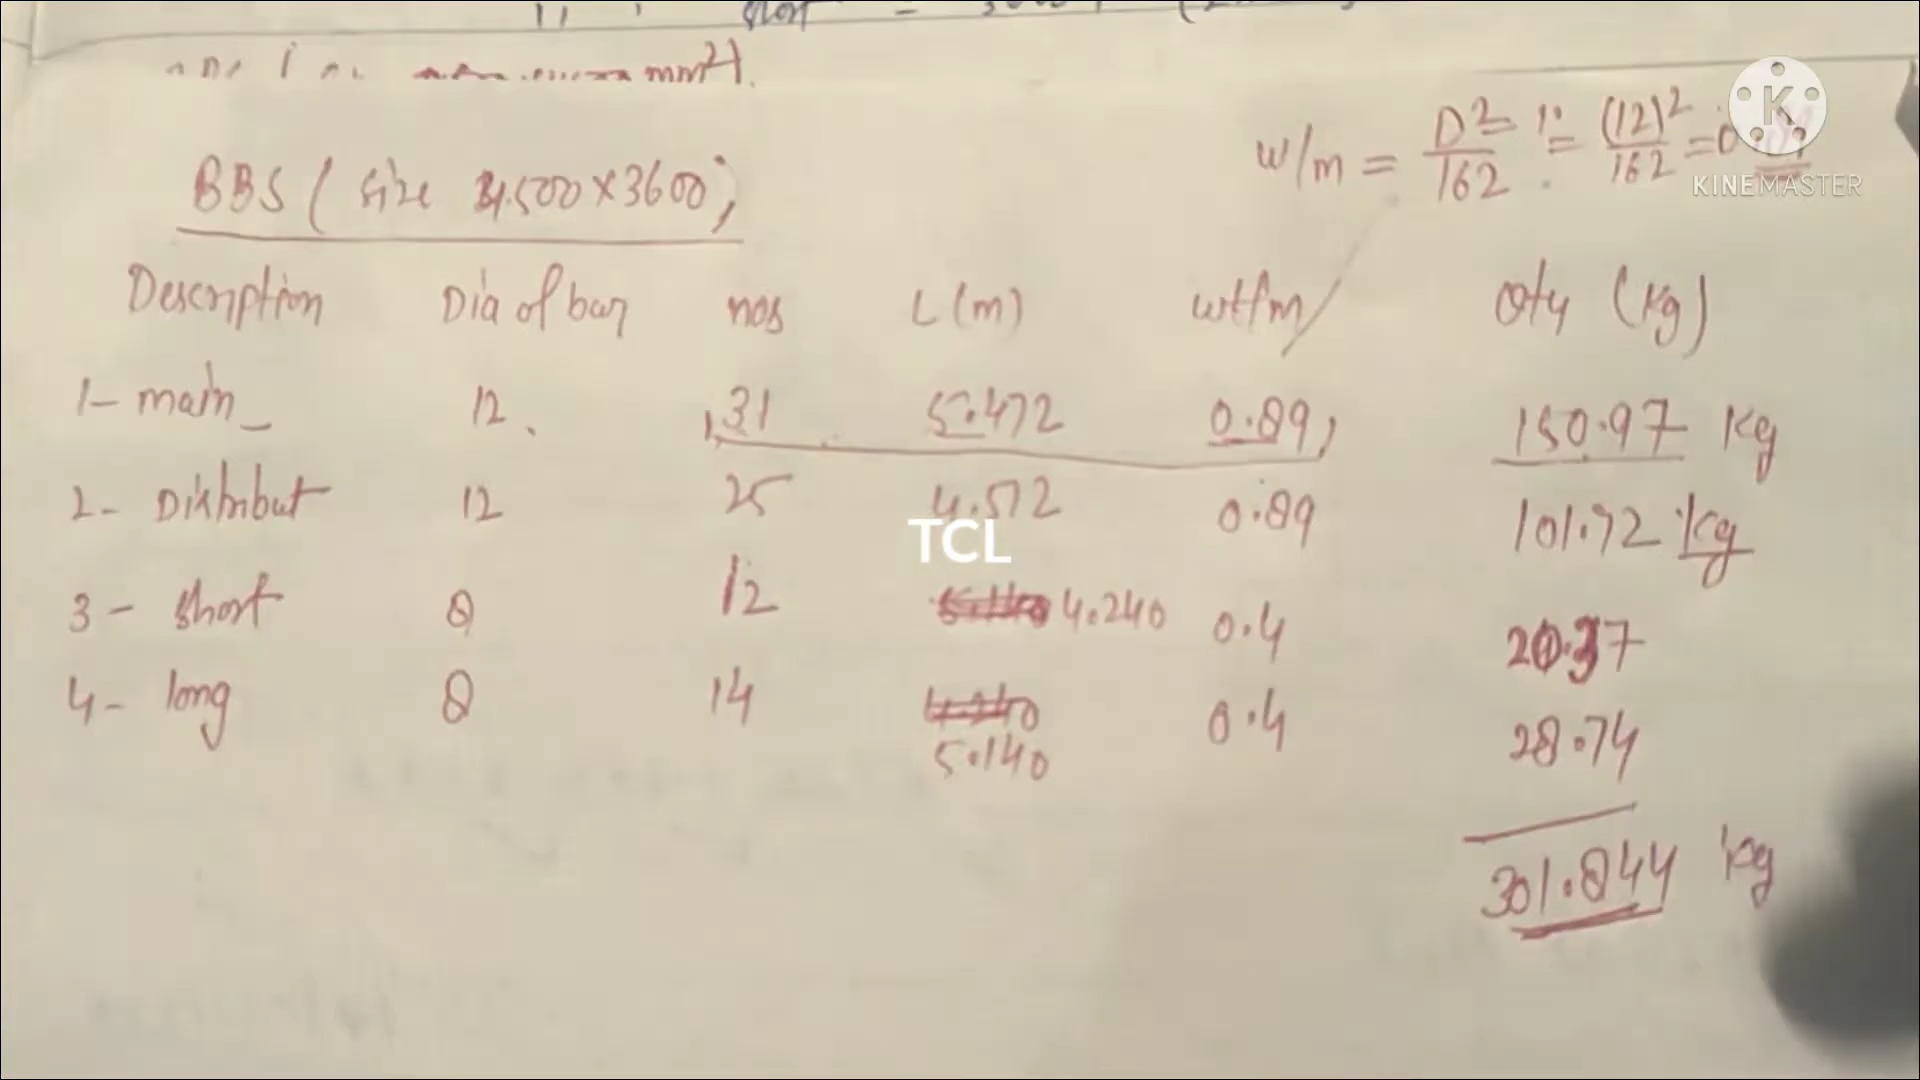 short
mm²).
W/m = D²/162 = (12)²/162 = 0.89
KINEMASTER
BBS ( size 4500×3600)
Description Dia of bar nos L (m) wt/m Qty (kg)
1- main 12 31 5.472 0.89 150.97 kg
2- Distribut 12 25 4.572 0.89 101.72 kg
TCL
3- short 8 12 4.240 0.4 20.37
4- long 8 14 0.4 28.74
5.140
301.844 kg